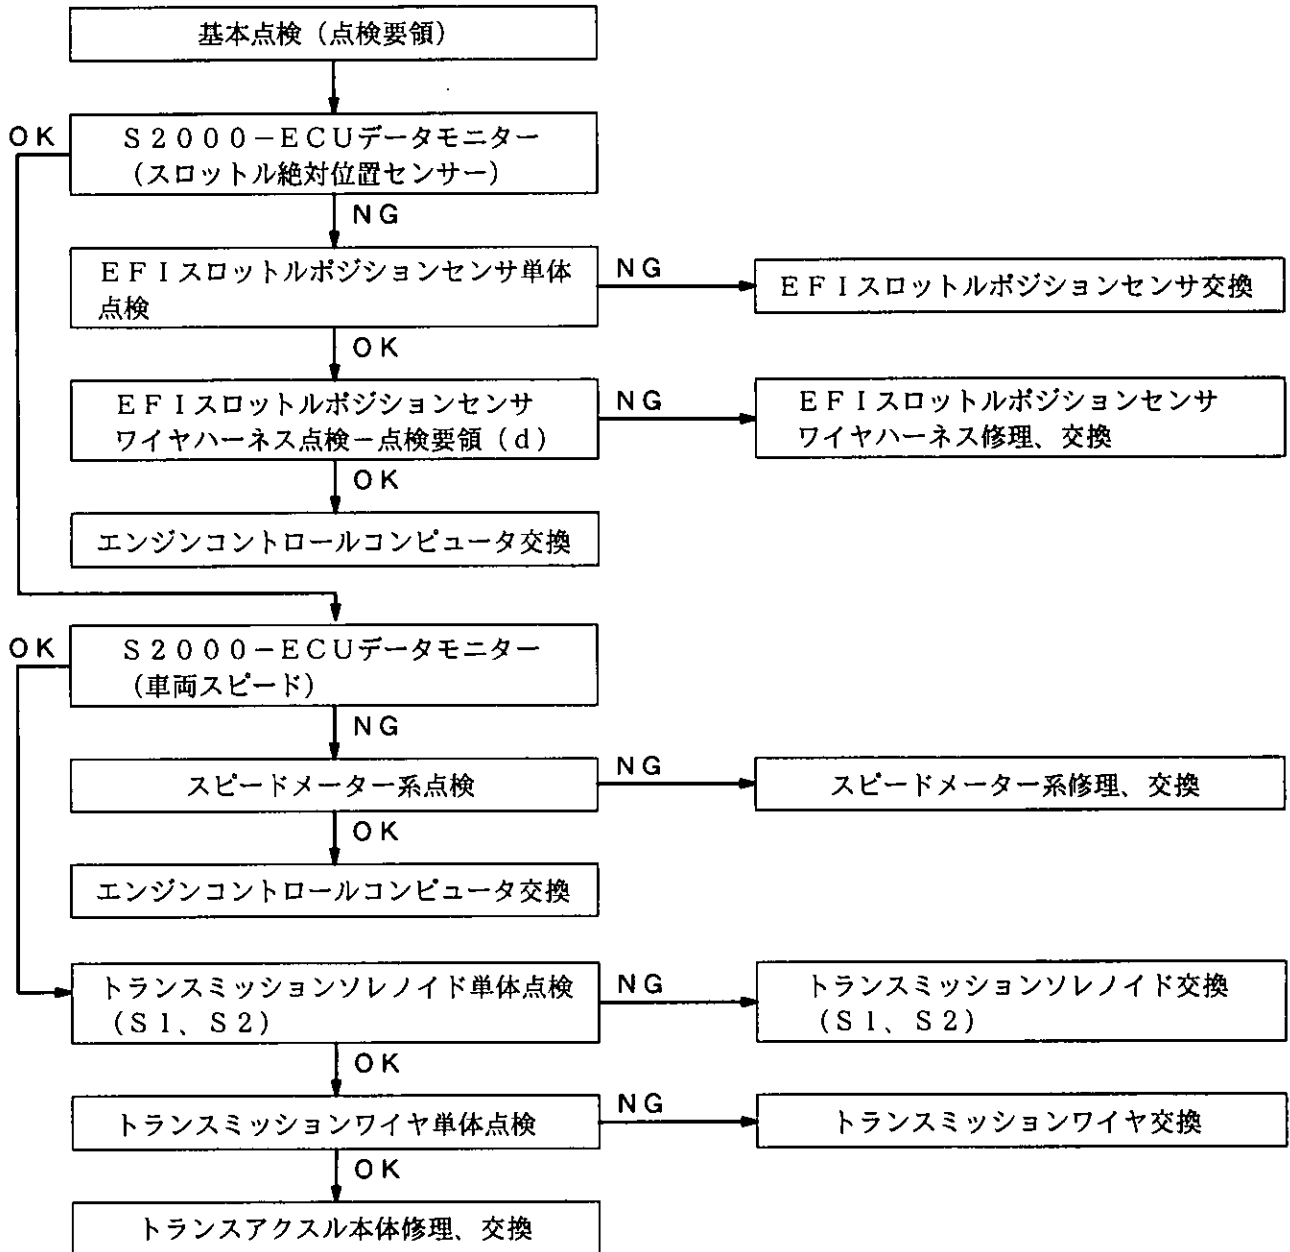 基本点検（点検要領）
OK
Ｓ２０００－ＥＣＵデータモニター
（スロットル絶対位置センサー）
NG
ＥＦＩスロットルポジションセンサ単体
点検
NG
ＥＦＩスロットルポジションセンサ交換
OK
ＥＦＩスロットルポジションセンサ
ワイヤハーネス点検－点検要領（ｄ）
NG
ＥＦＩスロットルポジションセンサ
ワイヤハーネス修理、交換
OK
エンジンコントロールコンピュータ交換
OK
Ｓ２０００－ＥＣＵデータモニター
（車両スピード）
NG
スピードメーター系点検
NG
スピードメーター系修理、交換
OK
エンジンコントロールコンピュータ交換
トランスミッションソレノイド単体点検
（Ｓ１、Ｓ２）
NG
トランスミッションソレノイド交換
（Ｓ１、Ｓ２）
OK
トランスミッションワイヤ単体点検
NG
トランスミッションワイヤ交換
OK
トランスアクスル本体修理、交換